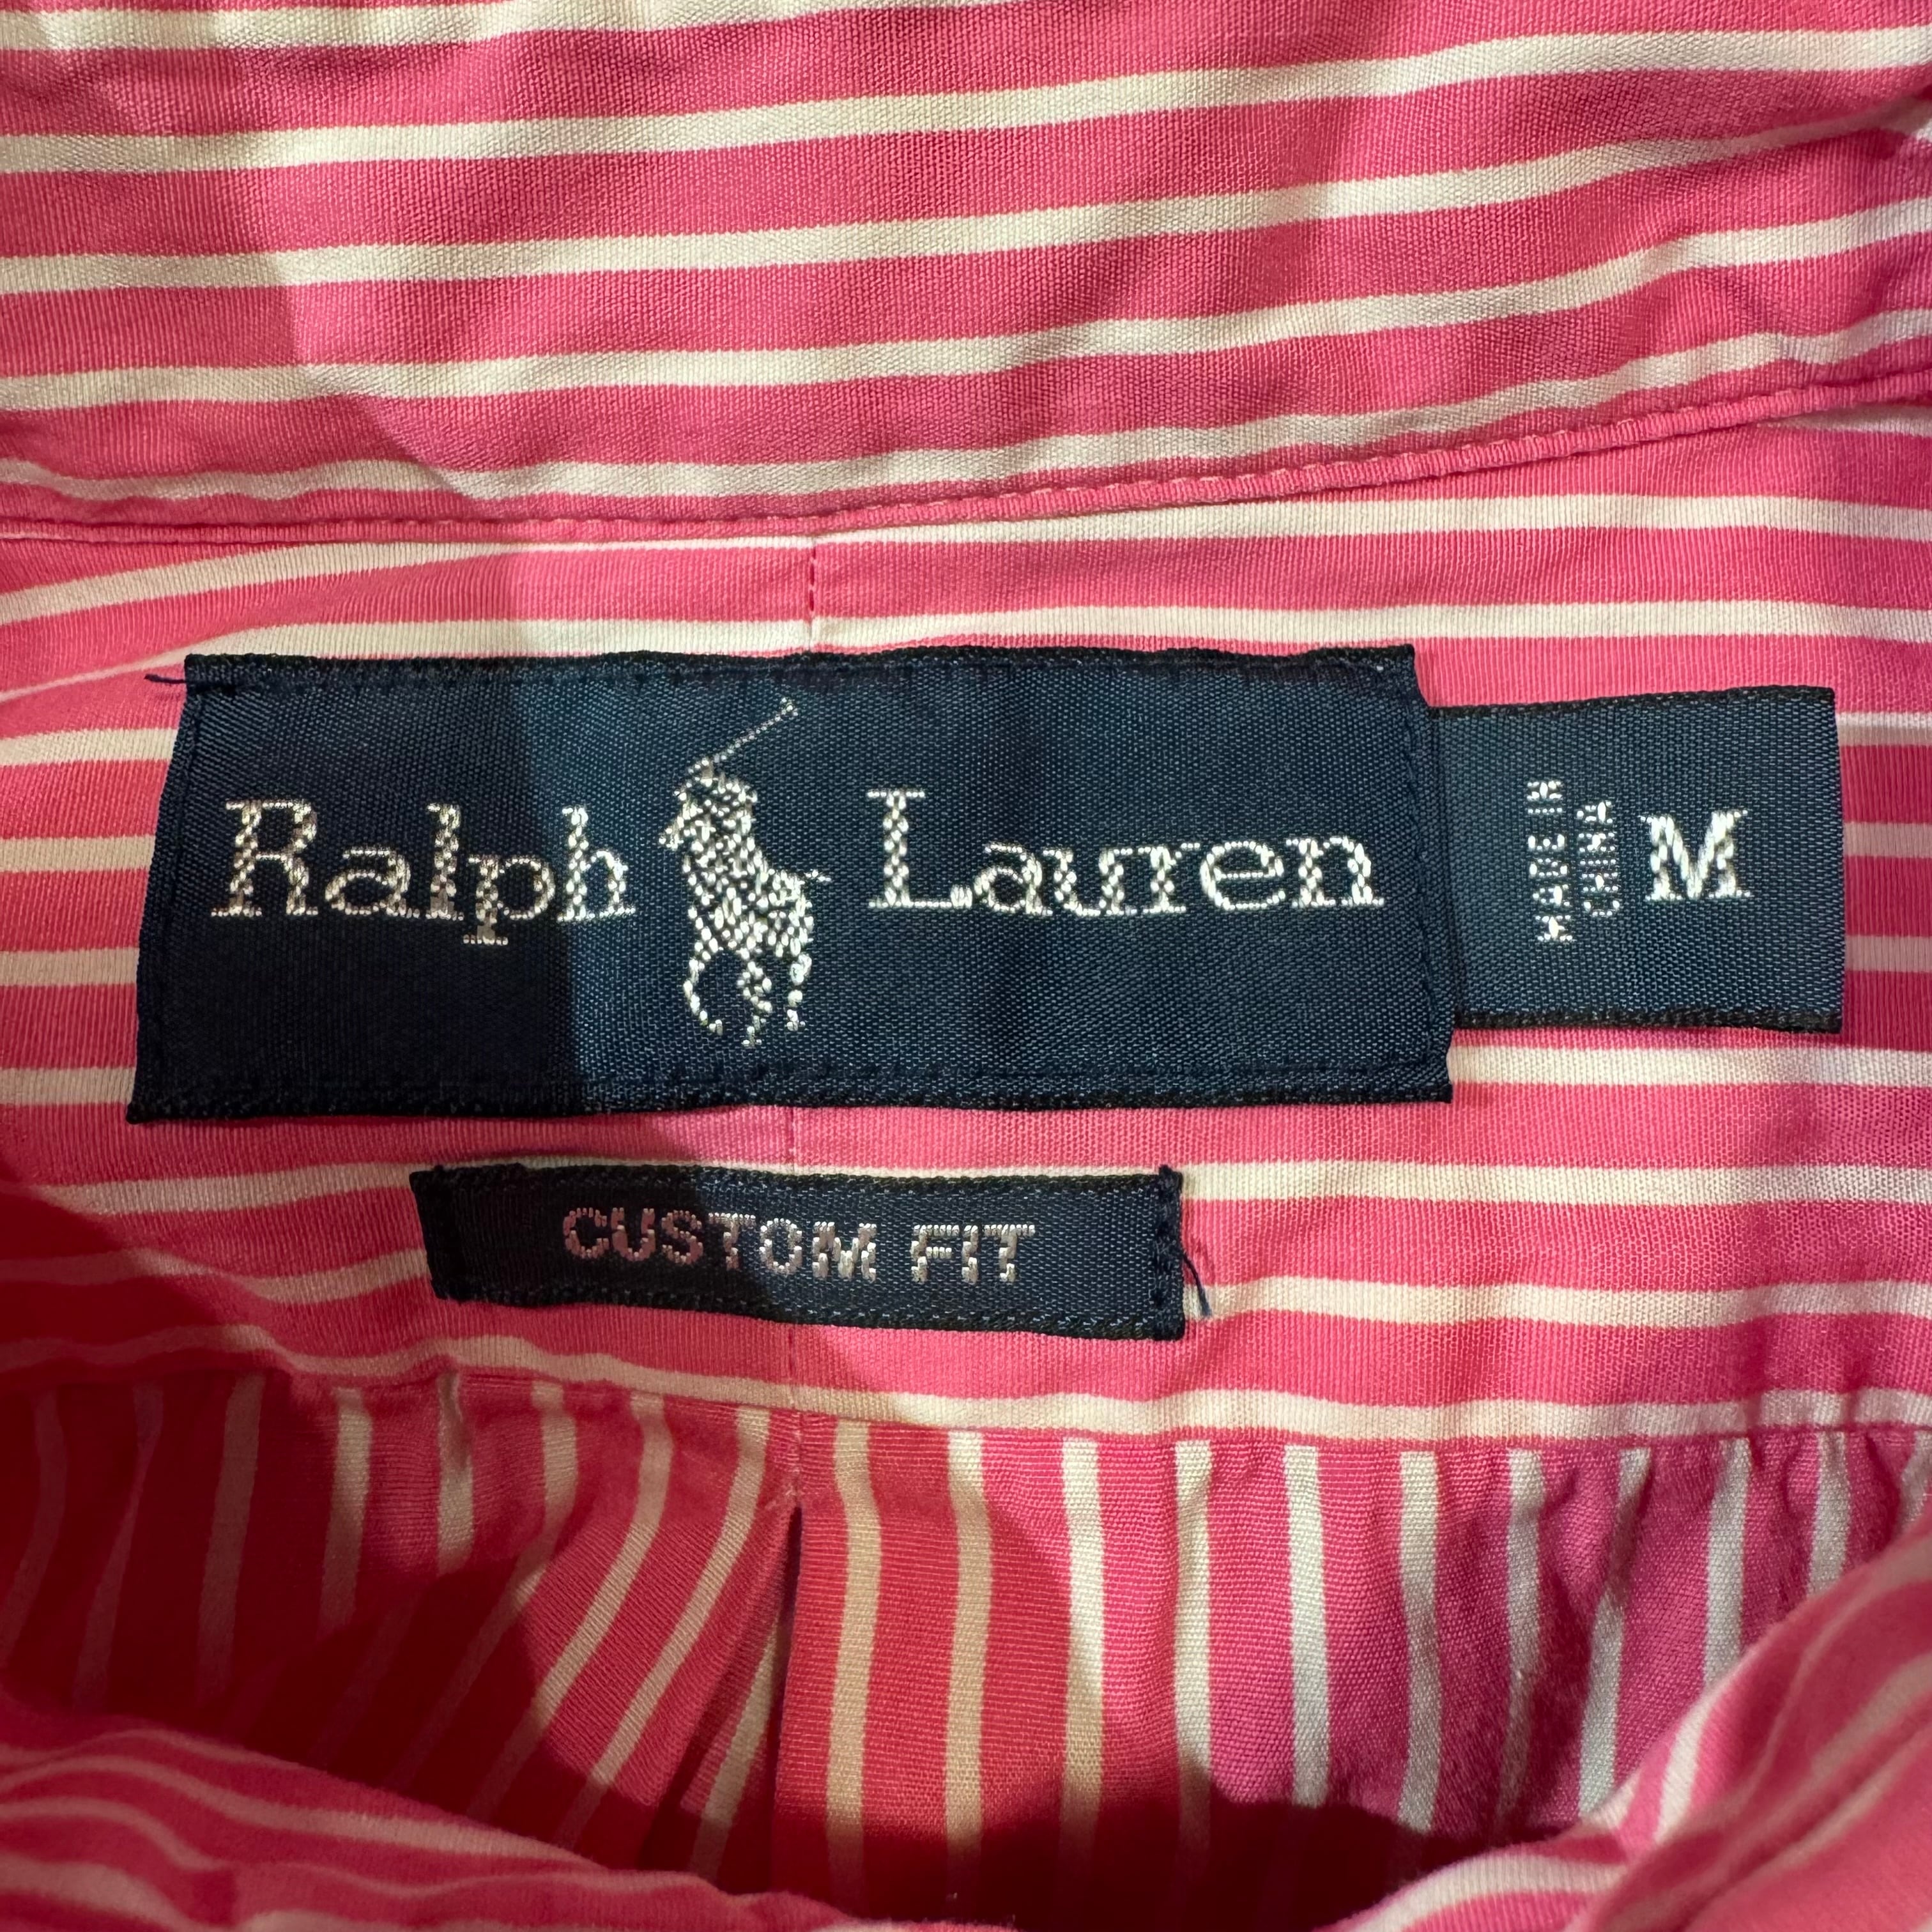 Ralph Lauren
MADE IN
CHINA
M
CUSTOM FIT